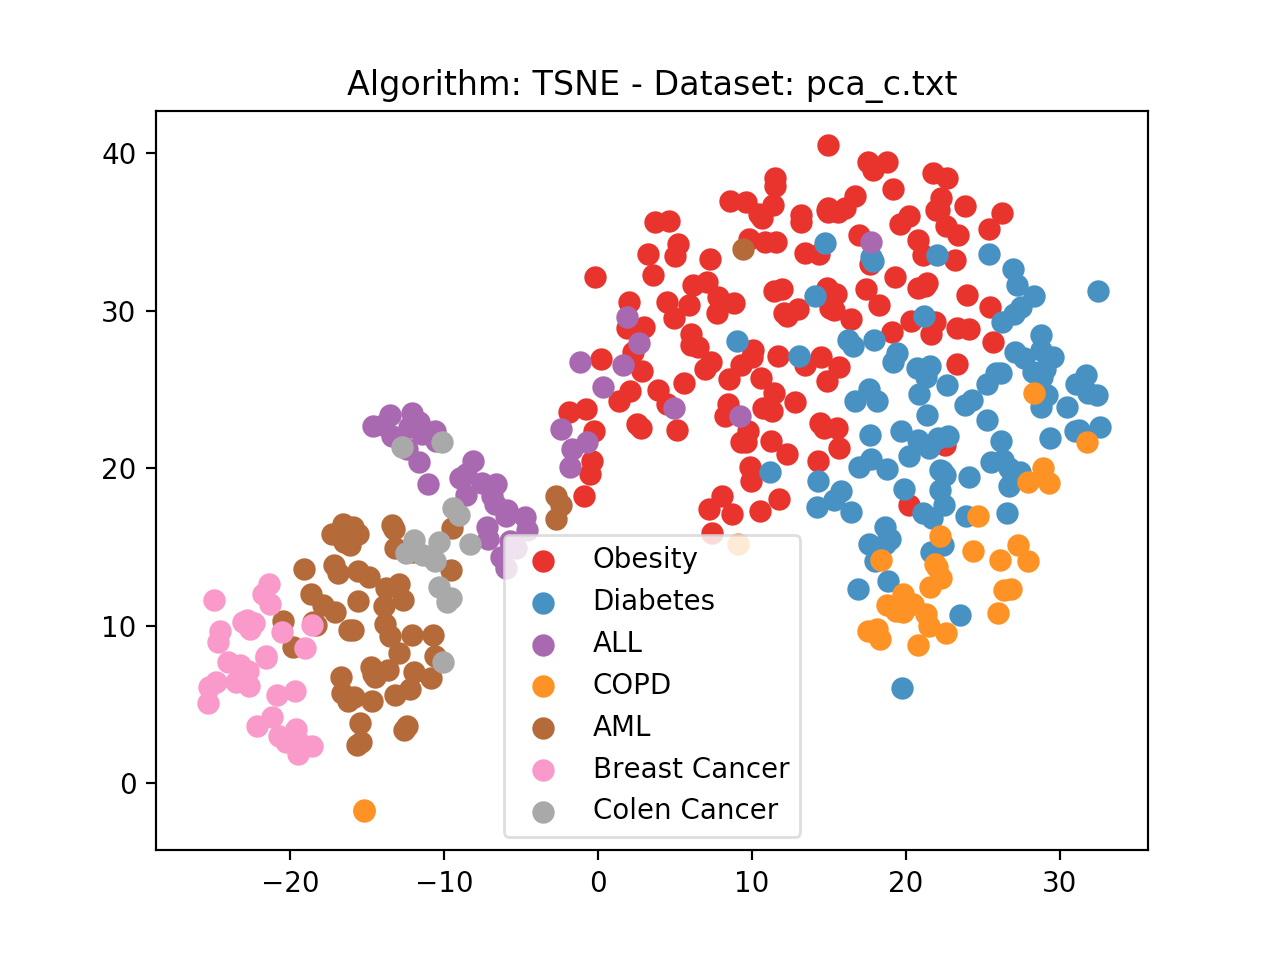 Algorithm: TSNE - Dataset: pca_c.txt
40
30
20
10
0
Obesity
Diabetes
ALL
COPD
AML
Breast Cancer
Colen Cancer
−20 −10 0 10 20 30